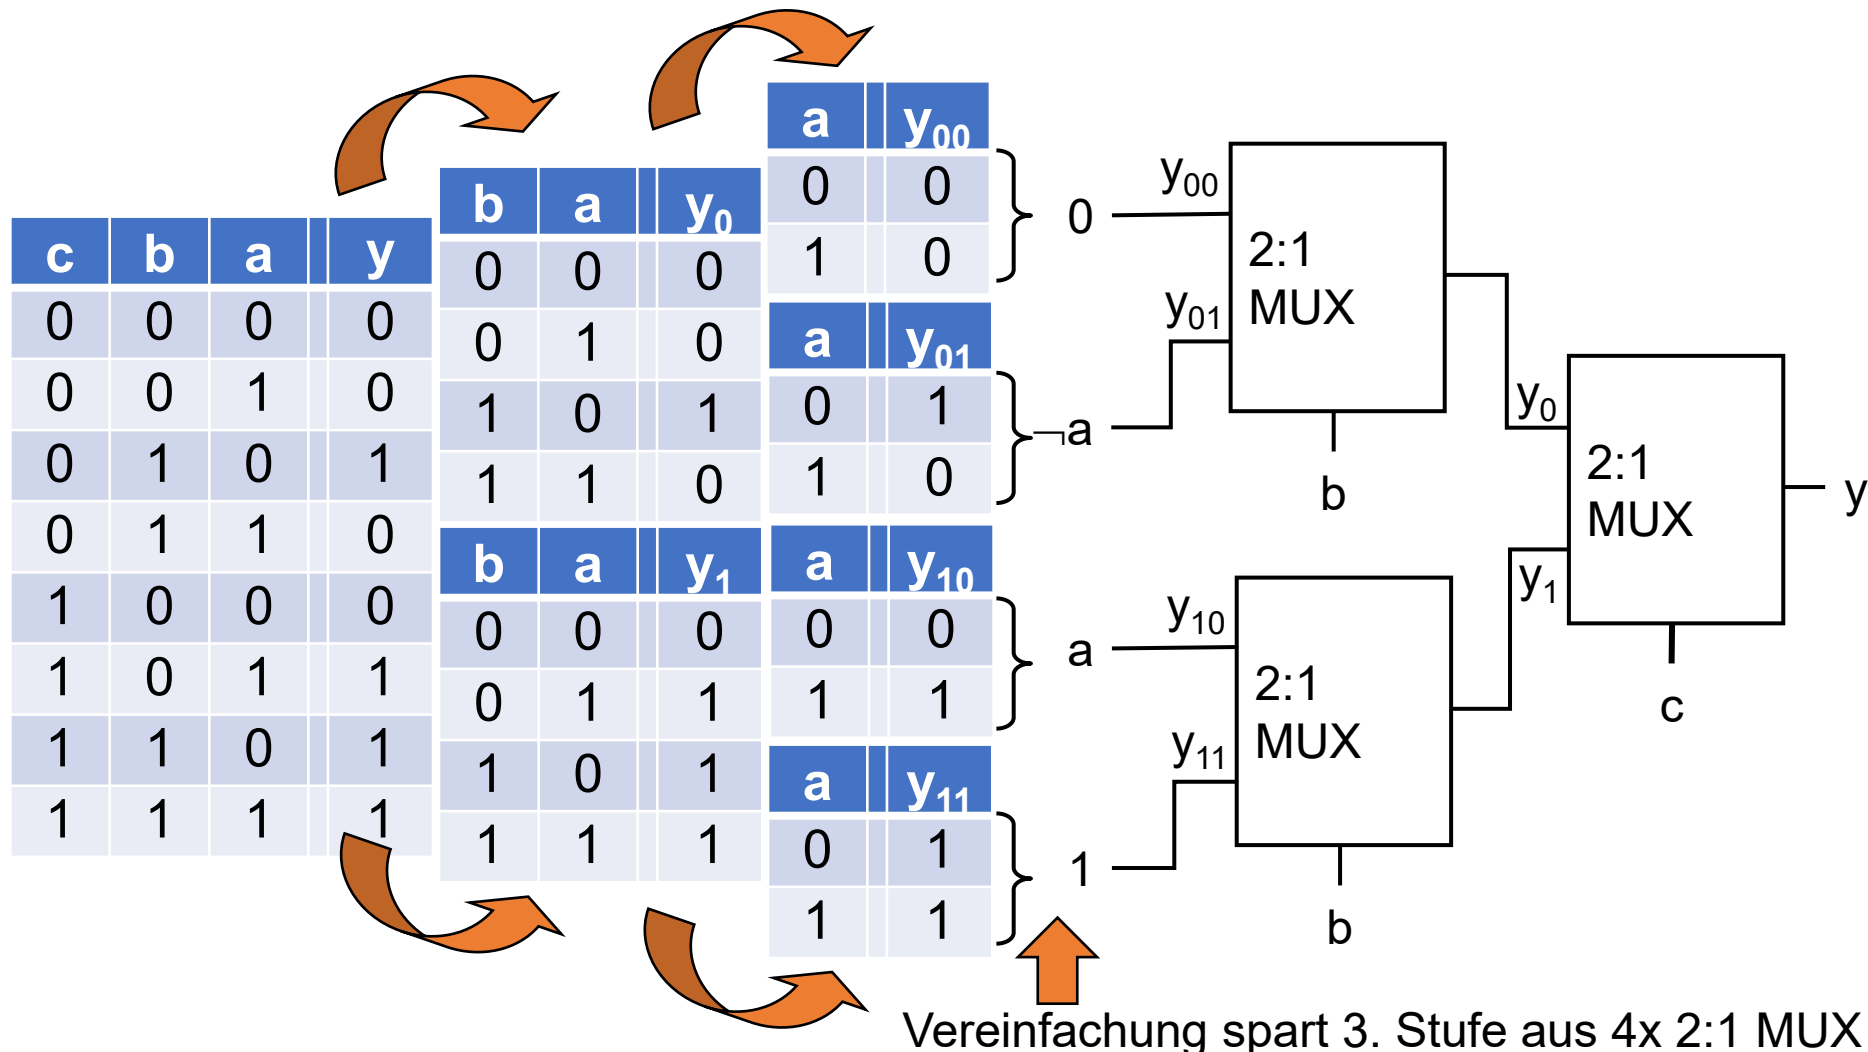 c b a y
0 0 0 0
0 0 1 0
0 1 0 1
0 1 1 0
1 0 0 0
1 0 1 1
1 1 0 1
1 1 1 1
b a y₀
0 0 0
0 1 0
1 0 1
1 1 0
b a y₁
0 0 0
0 1 1
1 0 1
1 1 1
a y₀₀
0 0
1 0
a y₀₁
0 1
1 0
a y₁₀
0 0
1 1
a y₁₁
0 1
1 1
0
¬a
a
1
y₀₀
y₀₁
2:1
MUX
b
y₁₀
y₁₁
2:1
MUX
b
y₀
y₁
2:1
MUX
c
y
Vereinfachung spart 3. Stufe aus 4x 2:1 MUX